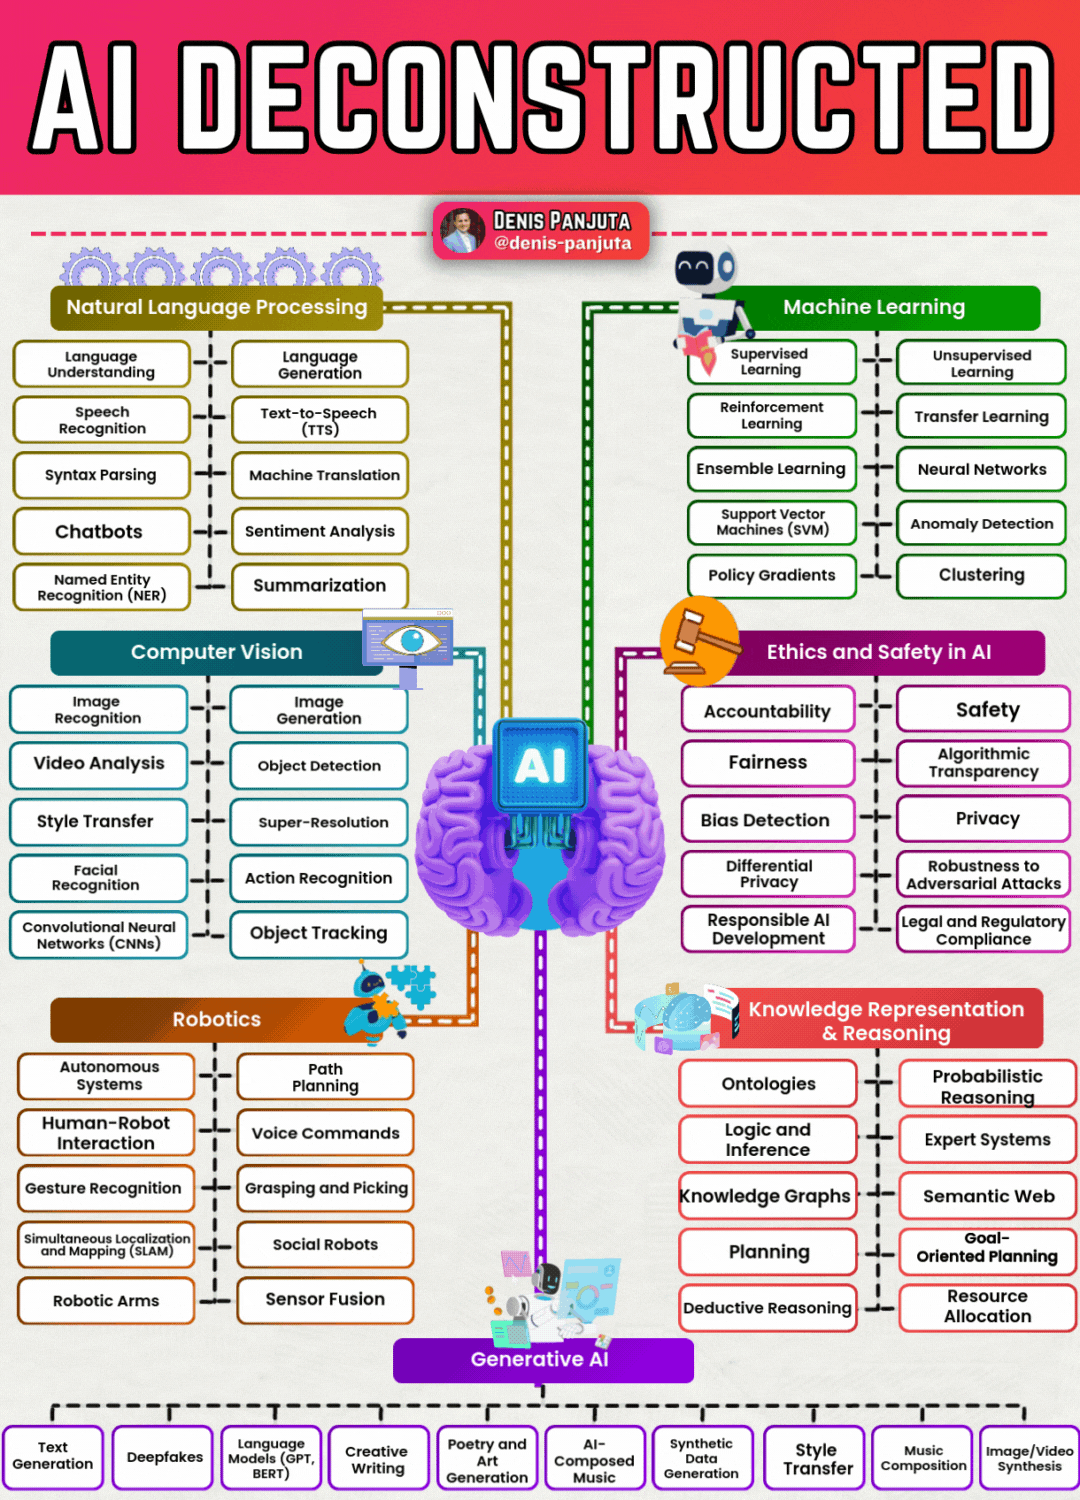 AI DECONSTRUCTED
DENIS PANJUTA
@denis-panjuta
Natural Language Processing
Language
Understanding
Language
Generation
Speech
Recognition
Text-to-Speech
(TTS)
Syntax Parsing
Machine Translation
Chatbots
Sentiment Analysis
Named Entity
Recognition (NER)
Summarization
Machine Learning
Supervised
Learning
Unsupervised
Learning
Reinforcement
Learning
Transfer Learning
Ensemble Learning
Neural Networks
Support Vector
Machines (SVM)
Anomaly Detection
Policy Gradients
Clustering
Computer Vision
Image
Recognition
Image
Generation
Video Analysis
Object Detection
Style Transfer
Super-Resolution
Facial
Recognition
Action Recognition
Convolutional Neural
Networks (CNNs)
Object Tracking
Ethics and Safety in AI
Accountability
Safety
Fairness
Algorithmic
Transparency
Bias Detection
Privacy
Differential
Privacy
Robustness to
Adversarial Attacks
Responsible AI
Development
Legal and Regulatory
Compliance
AI
Robotics
Autonomous
Systems
Path
Planning
Human-Robot
Interaction
Voice Commands
Gesture Recognition
Grasping and Picking
Simultaneous Localization
and Mapping (SLAM)
Social Robots
Robotic Arms
Sensor Fusion
Knowledge Representation
& Reasoning
Ontologies
Probabilistic
Reasoning
Logic and
Inference
Expert Systems
Knowledge Graphs
Semantic Web
Planning
Goal-
Oriented Planning
Deductive Reasoning
Resource
Allocation
Generative AI
Text
Generation
Deepfakes
Language
Models (GPT,
BERT)
Creative
Writing
Poetry and
Art
Generation
AI-
Composed
Music
Synthetic
Data
Generation
Style
Transfer
Music
Composition
Image/Video
Synthesis